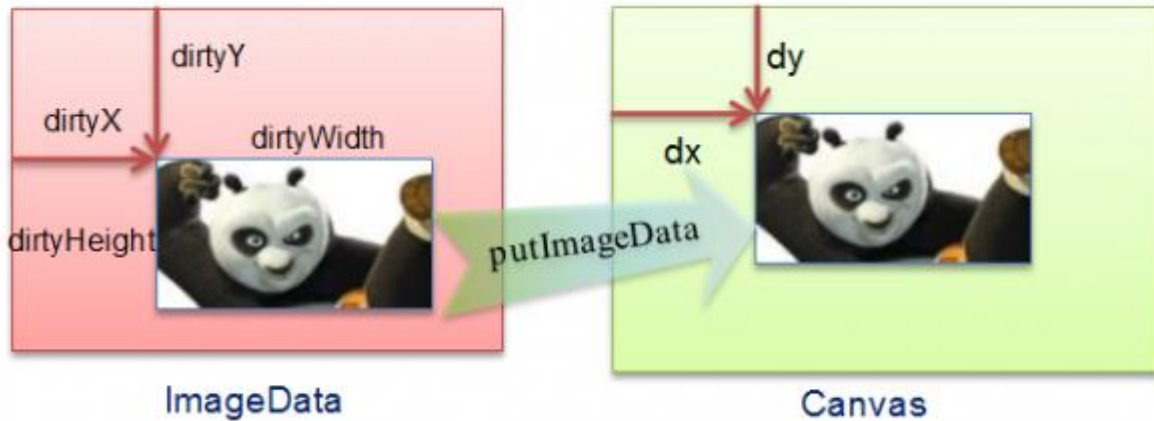 dirtyY
dirtyX
dirtyWidth
dirtyHeight
ImageData
putImageData
dy
dx
Canvas